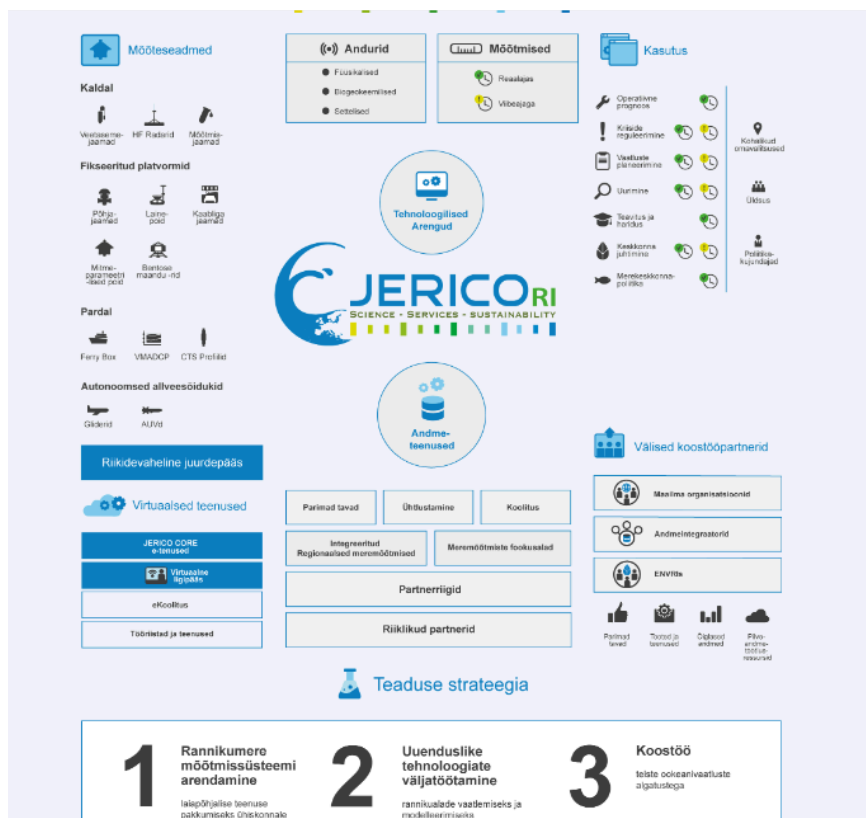 Mõõteseadmed
Kaldal
Veetaseme-
jaamad
HF Radarid
Mõõtmis-
jaamad
Fikseeritud platvormid
Põhja-
jaamad
Laine-
poid
Kaabliga
jaamad
Mitme-
parameetri
-lised poid
Bentose
maandu -rid
Pardal
Ferry Box
VMADCP
CTS Profiilid
Autonoomsed allveesõidukid
Gliderid
AUVd
Riikidevaheline juurdepääs
Virtuaalsed teenused
JERICO CORE
e-tenused
Virtuaalne
ligipääs
eKoolitus
Tööriistad ja teenused
Andurid
Füüsikalised
Biogeokeemilised
Settelised
Mõõtmised
Reaalajas
Viibeajaga
Tehnoloogilised
Arengud
JERICO RI
SCIENCE - SERVICES - SUSTAINABILITY
Andme-
teenused
Parimad tavad
Ühtlustamine
Koolitus
Integreeritud
Regionaalsed meremõõtmised
Meremõõtmiste fookusalad
Partnerriigid
Riiklikud partnerid
Kasutus
Operatiivne
prognoos
Kriiside
reguleerimine
Vaatluste
planeerimine
Uurimine
Teavitus ja
haridus
Keskkonna
juhtimine
Merekeskkonna-
poliitika
Kohalikud
omavalitsused
Üldsus
Poliitika-
kujundajad
Välised koostööpartnerid
Maailma organisatsioonid
Andmeintegraatorid
ENVRIs
Parimad
tavad
Tooted ja
teenused
Õiglased
andmed
Pilve-
andme-
töötlus-
ressursid
Teaduse strateegia
1
Rannikumere
mõõtmissüsteemi
arendamine
laiapõhjalise teenuse
pakkumiseks ühiskonnale
2
Uuenduslike
tehnoloogiate
väljatöötamine
rannikualade vaatlemiseks ja
modelleerimiseks
3
Koostöö
teiste ookeanivaatluste
algatustega